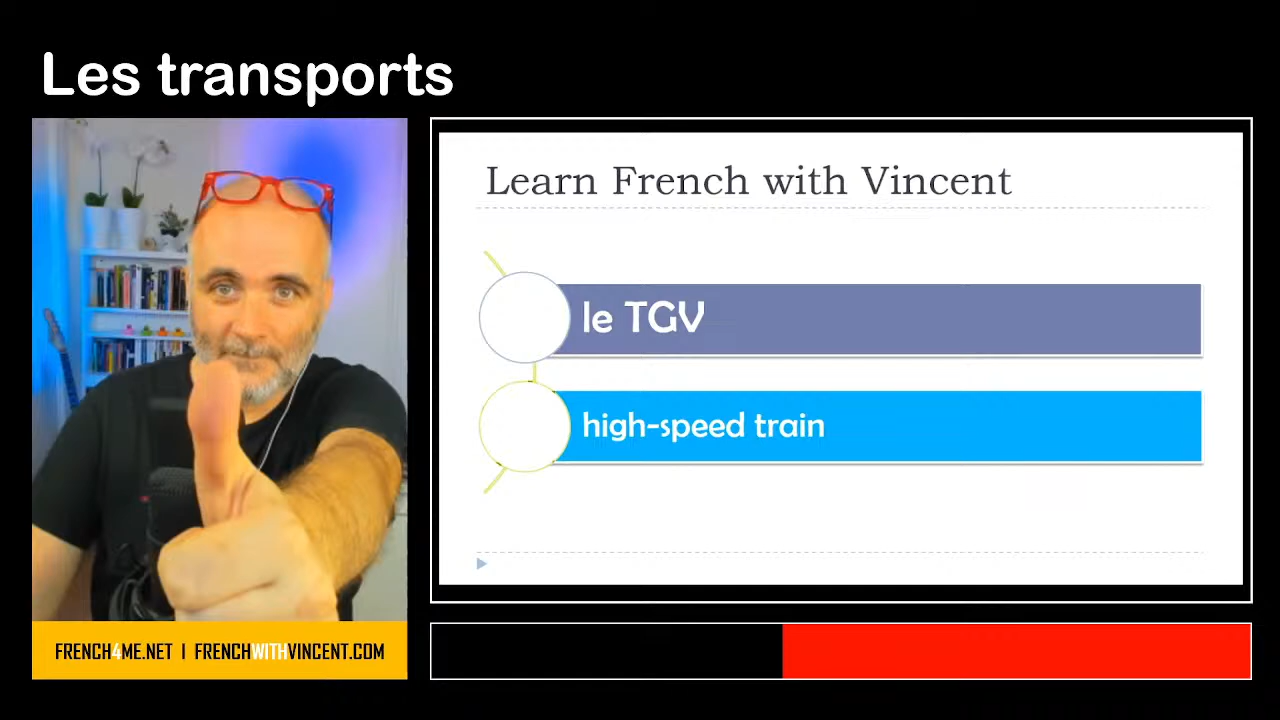 Les transports
Learn French with Vincent
le TGV
high-speed train
FRENCH4ME.NET | FRENCHWITHVINCENT.COM